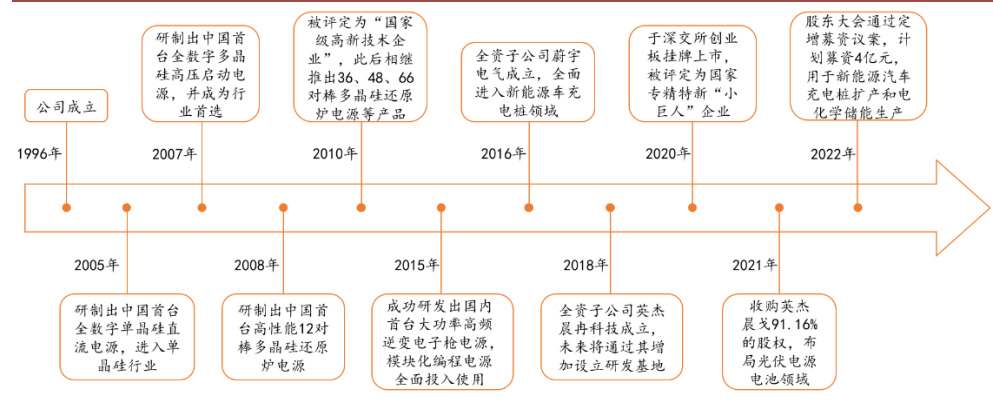 公司成立
1996年
研制出中国首
台全数字多晶
硅高压启动电
源，并成为行
业首选
2007年
被评定为“国家
级高新技术企
业”，此后相继
推出36、48、66
对棒多晶硅还原
炉电源等产品
2010年
全资子公司蔚宇
电气成立，全面
进入新能源车充
电桩领域
2016年
于深交所创业
板挂牌上市，
被评定为国家
专精特新“小
巨人”企业
2020年
股东大会通过定
增募资议案，计
划募资4亿元，
用于新能源汽车
充电桩扩产和电
化学储能生产
2022年
2005年
研制出中国首台
全数字单晶硅直
流电源，进入单
晶硅行业
2008年
研制出中国首
台高性能12对
棒多晶硅还原
炉电源
2015年
成功研发出国内
首台大功率高频
逆变电子枪电源，
模块化编程电源
全面投入使用
2018年
全资子公司英杰
晨冉科技成立，
未来将通过其增
加设立研发基地
2021年
收购英杰
晨戈91.16%
的股权，布
局光伏电源
电池领域